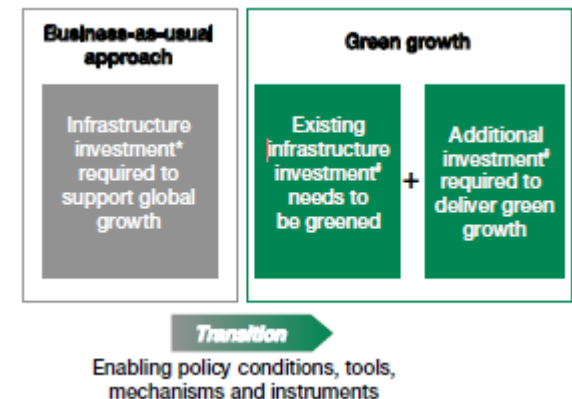 Business-as-usual
approach
Green growth
Infrastructure
investment*
required to
support global
growth
Existing
infrastructure
investment‡
needs to
be greened
+
Additional
investment‡
required to
deliver green
growth
Transition
Enabling policy conditions, tools,
mechanisms and instruments